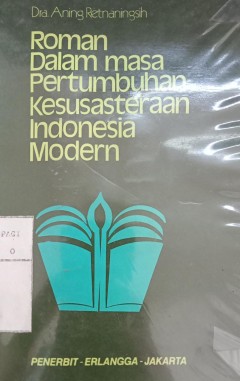 Dra. Aning Retnaningsih
Roman
Dalam masa
Pertumbuhan
Kesusasteraan
Indonesia
Modern
PENERBIT - ERLANGGA - JAKARTA